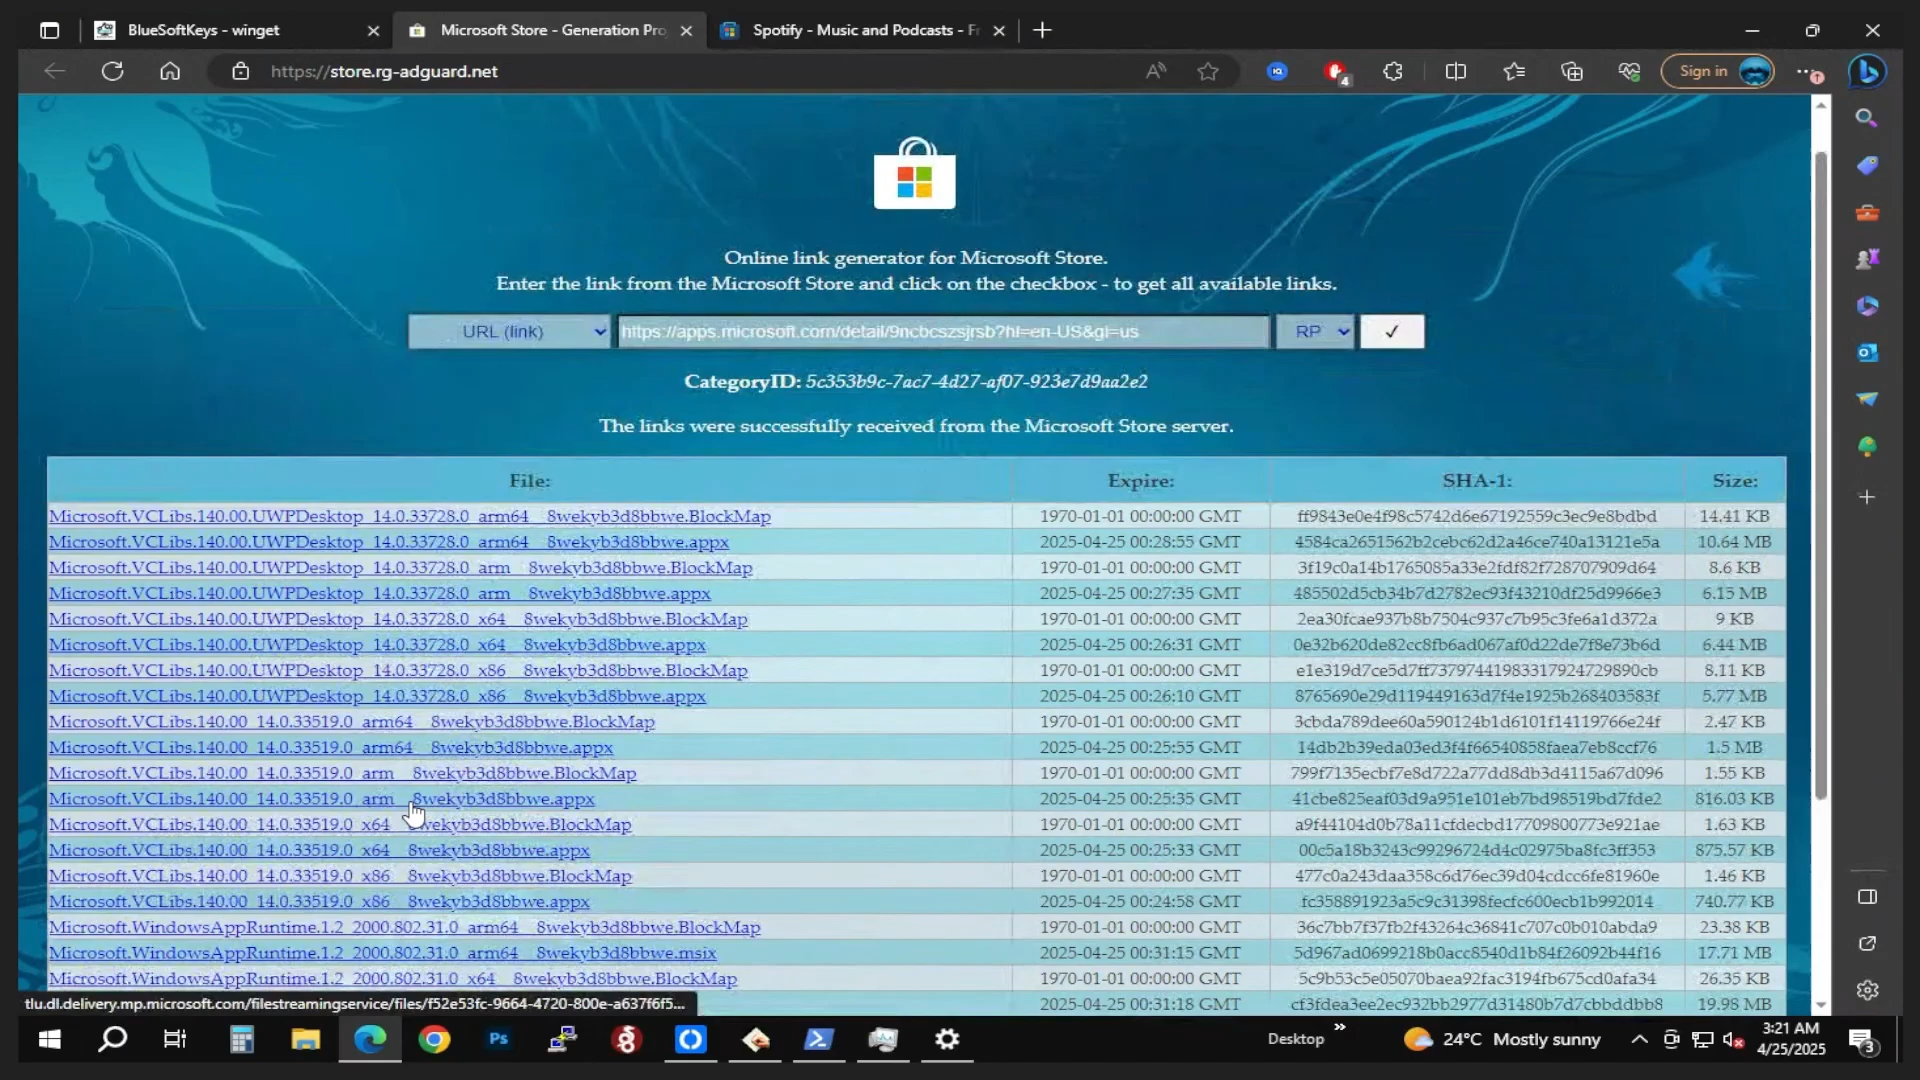 BlueSoftKeys - winget
Microsoft Store - Generation Pro
Spotify - Music and Podcasts - Fr
https://store.rg-adguard.net
4
Sign in
Online link generator for Microsoft Store.
Enter the link from the Microsoft Store and click on the checkbox - to get all available links.
URL (link) https://apps.microsoft.com/detail/9ncbcszsjrsb?hl=en-US&gl=us RP ✓
CategoryID: 5c353b9c-7ac7-4d27-af07-923e7d9aa2e2
The links were successfully received from the Microsoft Store server.
File: Expire: SHA-1: Size:
Microsoft.VCLibs.140.00.UWPDesktop_14.0.33728.0_arm64__8wekyb3d8bbwe.BlockMap 1970-01-01 00:00:00 GMT ff9843e0e4f98c5742d6e67192559c3ec9e8bdbd 14.41 KB
Microsoft.VCLibs.140.00.UWPDesktop_14.0.33728.0_arm64__8wekyb3d8bbwe.appx 2025-04-25 00:28:55 GMT 4584ca2651562b2cebc62d2a46ce740a13121e5a 10.64 MB
Microsoft.VCLibs.140.00.UWPDesktop_14.0.33728.0_arm__8wekyb3d8bbwe.BlockMap 1970-01-01 00:00:00 GMT 3f19c0a14b1765085a33e2fdf82f728707909d64 8.6 KB
Microsoft.VCLibs.140.00.UWPDesktop_14.0.33728.0_arm__8wekyb3d8bbwe.appx 2025-04-25 00:27:35 GMT 485502d5cb34b7d2782ec93f43210df25d9966e3 6.13 MB
Microsoft.VCLibs.140.00.UWPDesktop_14.0.33728.0_x64__8wekyb3d8bbwe.BlockMap 1970-01-01 00:00:00 GMT 2ea30fcae937b8b7504c937c7b95c3fe6a1d372a 9 KB
Microsoft.VCLibs.140.00.UWPDesktop_14.0.33728.0_x64__8wekyb3d8bbwe.appx 2025-04-25 00:26:31 GMT 0e32b620de82cc8fb6ad067af0d22de7f8e73b6d 6.44 MB
Microsoft.VCLibs.140.00.UWPDesktop_14.0.33728.0_x86__8wekyb3d8bbwe.BlockMap 1970-01-01 00:00:00 GMT e1e319d7ce5d7ff73797441983317924729890cb 8.11 KB
Microsoft.VCLibs.140.00.UWPDesktop_14.0.33728.0_x86__8wekyb3d8bbwe.appx 2025-04-25 00:26:10 GMT 8765690e29d119449163d7f4e1925b268403583f 5.77 MB
Microsoft.VCLibs.140.00_14.0.33519.0_arm64__8wekyb3d8bbwe.BlockMap 1970-01-01 00:00:00 GMT 3cbda789dee60a590124b1d6101f14119766e24f 2.47 KB
Microsoft.VCLibs.140.00_14.0.33519.0_arm64__8wekyb3d8bbwe.appx 2025-04-25 00:25:55 GMT 14db2b39eda03ed3f4f66540858faea7eb8ccf76 1.5 MB
Microsoft.VCLibs.140.00_14.0.33519.0_arm__8wekyb3d8bbwe.BlockMap 1970-01-01 00:00:00 GMT 799f7135ecbf7e8d722a77dd8db3d4115a67d096 1.55 KB
Microsoft.VCLibs.140.00_14.0.33519.0_arm__8wekyb3d8bbwe.appx 2025-04-25 00:25:35 GMT 41cbe825eaf03d9a951e101eb7bd98519bd7fde2 816.03 KB
Microsoft.VCLibs.140.00_14.0.33519.0_x64__8wekyb3d8bbwe.BlockMap 1970-01-01 00:00:00 GMT a9f44104d0b78a11cfdecbd17709800773e921ae 1.63 KB
Microsoft.VCLibs.140.00_14.0.33519.0_x64__8wekyb3d8bbwe.appx 2025-04-25 00:25:33 GMT 00c5a18b3243c99296724d4c02975ba8fc3ff353 875.57 KB
Microsoft.VCLibs.140.00_14.0.33519.0_x86__8wekyb3d8bbwe.BlockMap 1970-01-01 00:00:00 GMT 477c0a243daa358c6d76ec39d04cdcc6fe81960e 1.46 KB
Microsoft.VCLibs.140.00_14.0.33519.0_x86__8wekyb3d8bbwe.appx 2025-04-25 00:24:58 GMT fc358891923a5c9c31398fecfc600ecb1b992014 740.77 KB
Microsoft.WindowsAppRuntime.1.2_2000.802.31.0_arm64__8wekyb3d8bbwe.BlockMap 1970-01-01 00:00:00 GMT 36c7bb7f37fb2f43264c36841c707c0b010abda9 23.38 KB
Microsoft.WindowsAppRuntime.1.2_2000.802.31.0_arm64__8wekyb3d8bbwe.msix 2025-04-25 00:31:15 GMT 5d967ad0699218b0acc8540d1b84f26092b44f16 17.71 MB
Microsoft.WindowsAppRuntime.1.2_2000.802.31.0_x64__8wekyb3d8bbwe.BlockMap 1970-01-01 00:00:00 GMT 5c9b53c5e05070baea92fac3194fb675cd0afa34 26.35 KB
2025-04-25 00:31:18 GMT cf3fdea3ee2ec932bb2977d31480b7d7cbbddbb8 19.98 MB
tlu.dl.delivery.mp.microsoft.com/filestreamingservice/files/f52e53fc-9664-4720-800e-a637f6f5...
Ps
Desktop
24°C Mostly sunny
3:21 AM
4/25/2025
3